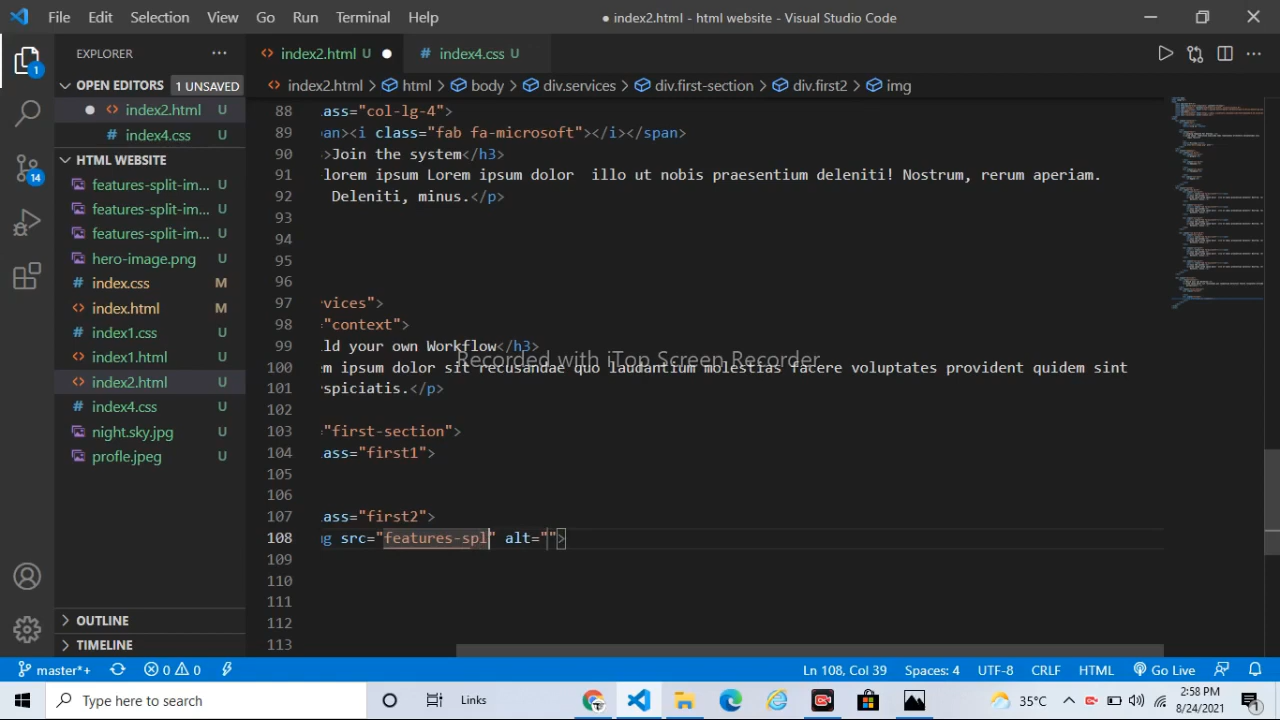 File Edit Selection View Go Run Terminal Help
● index2.html - html website - Visual Studio Code
EXPLORER
OPEN EDITORS 1 UNSAVED
index2.html U
index4.css U
HTML WEBSITE
features-split-im... U
features-split-im... U
features-split-im... U
hero-image.png U
index.css M
index.html M
index1.css U
index1.html U
index2.html U
index4.css U
night.sky.jpg U
profle.jpeg U
OUTLINE
TIMELINE
1
14
index2.html U ●
index4.css U
index2.html > html > body > div.services > div.first-section > div.first2 > img
88 ass="col-lg-4">
89 an><i class="fab fa-microsoft"></i></span>
90 >Join the system</h3>
91 lorem ipsum Lorem ipsum dolor  illo ut nobis praesentium deleniti! Nostrum, rerum aperiam.
92 Deleniti, minus.</p>
93
94
95
96
97 vices">
98 ="context">
99 ld your own Workflow</h3>
100 em ipsum dolor sit recusandae quo laudantium molestias facere voluptates provident quidem sint
101 spiciatis.</p>
102
103 ="first-section">
104 ass="first1">
105
106
107 ass="first2">
108 g src="features-spl" alt="">
109
110
111
112
113
Recorded with iTop Screen Recorder
master*+ 0 0 Ln 108, Col 39 Spaces: 4 UTF-8 CRLF HTML Go Live
Type here to search Links 35°C 2:58 PM
8/24/2021 1